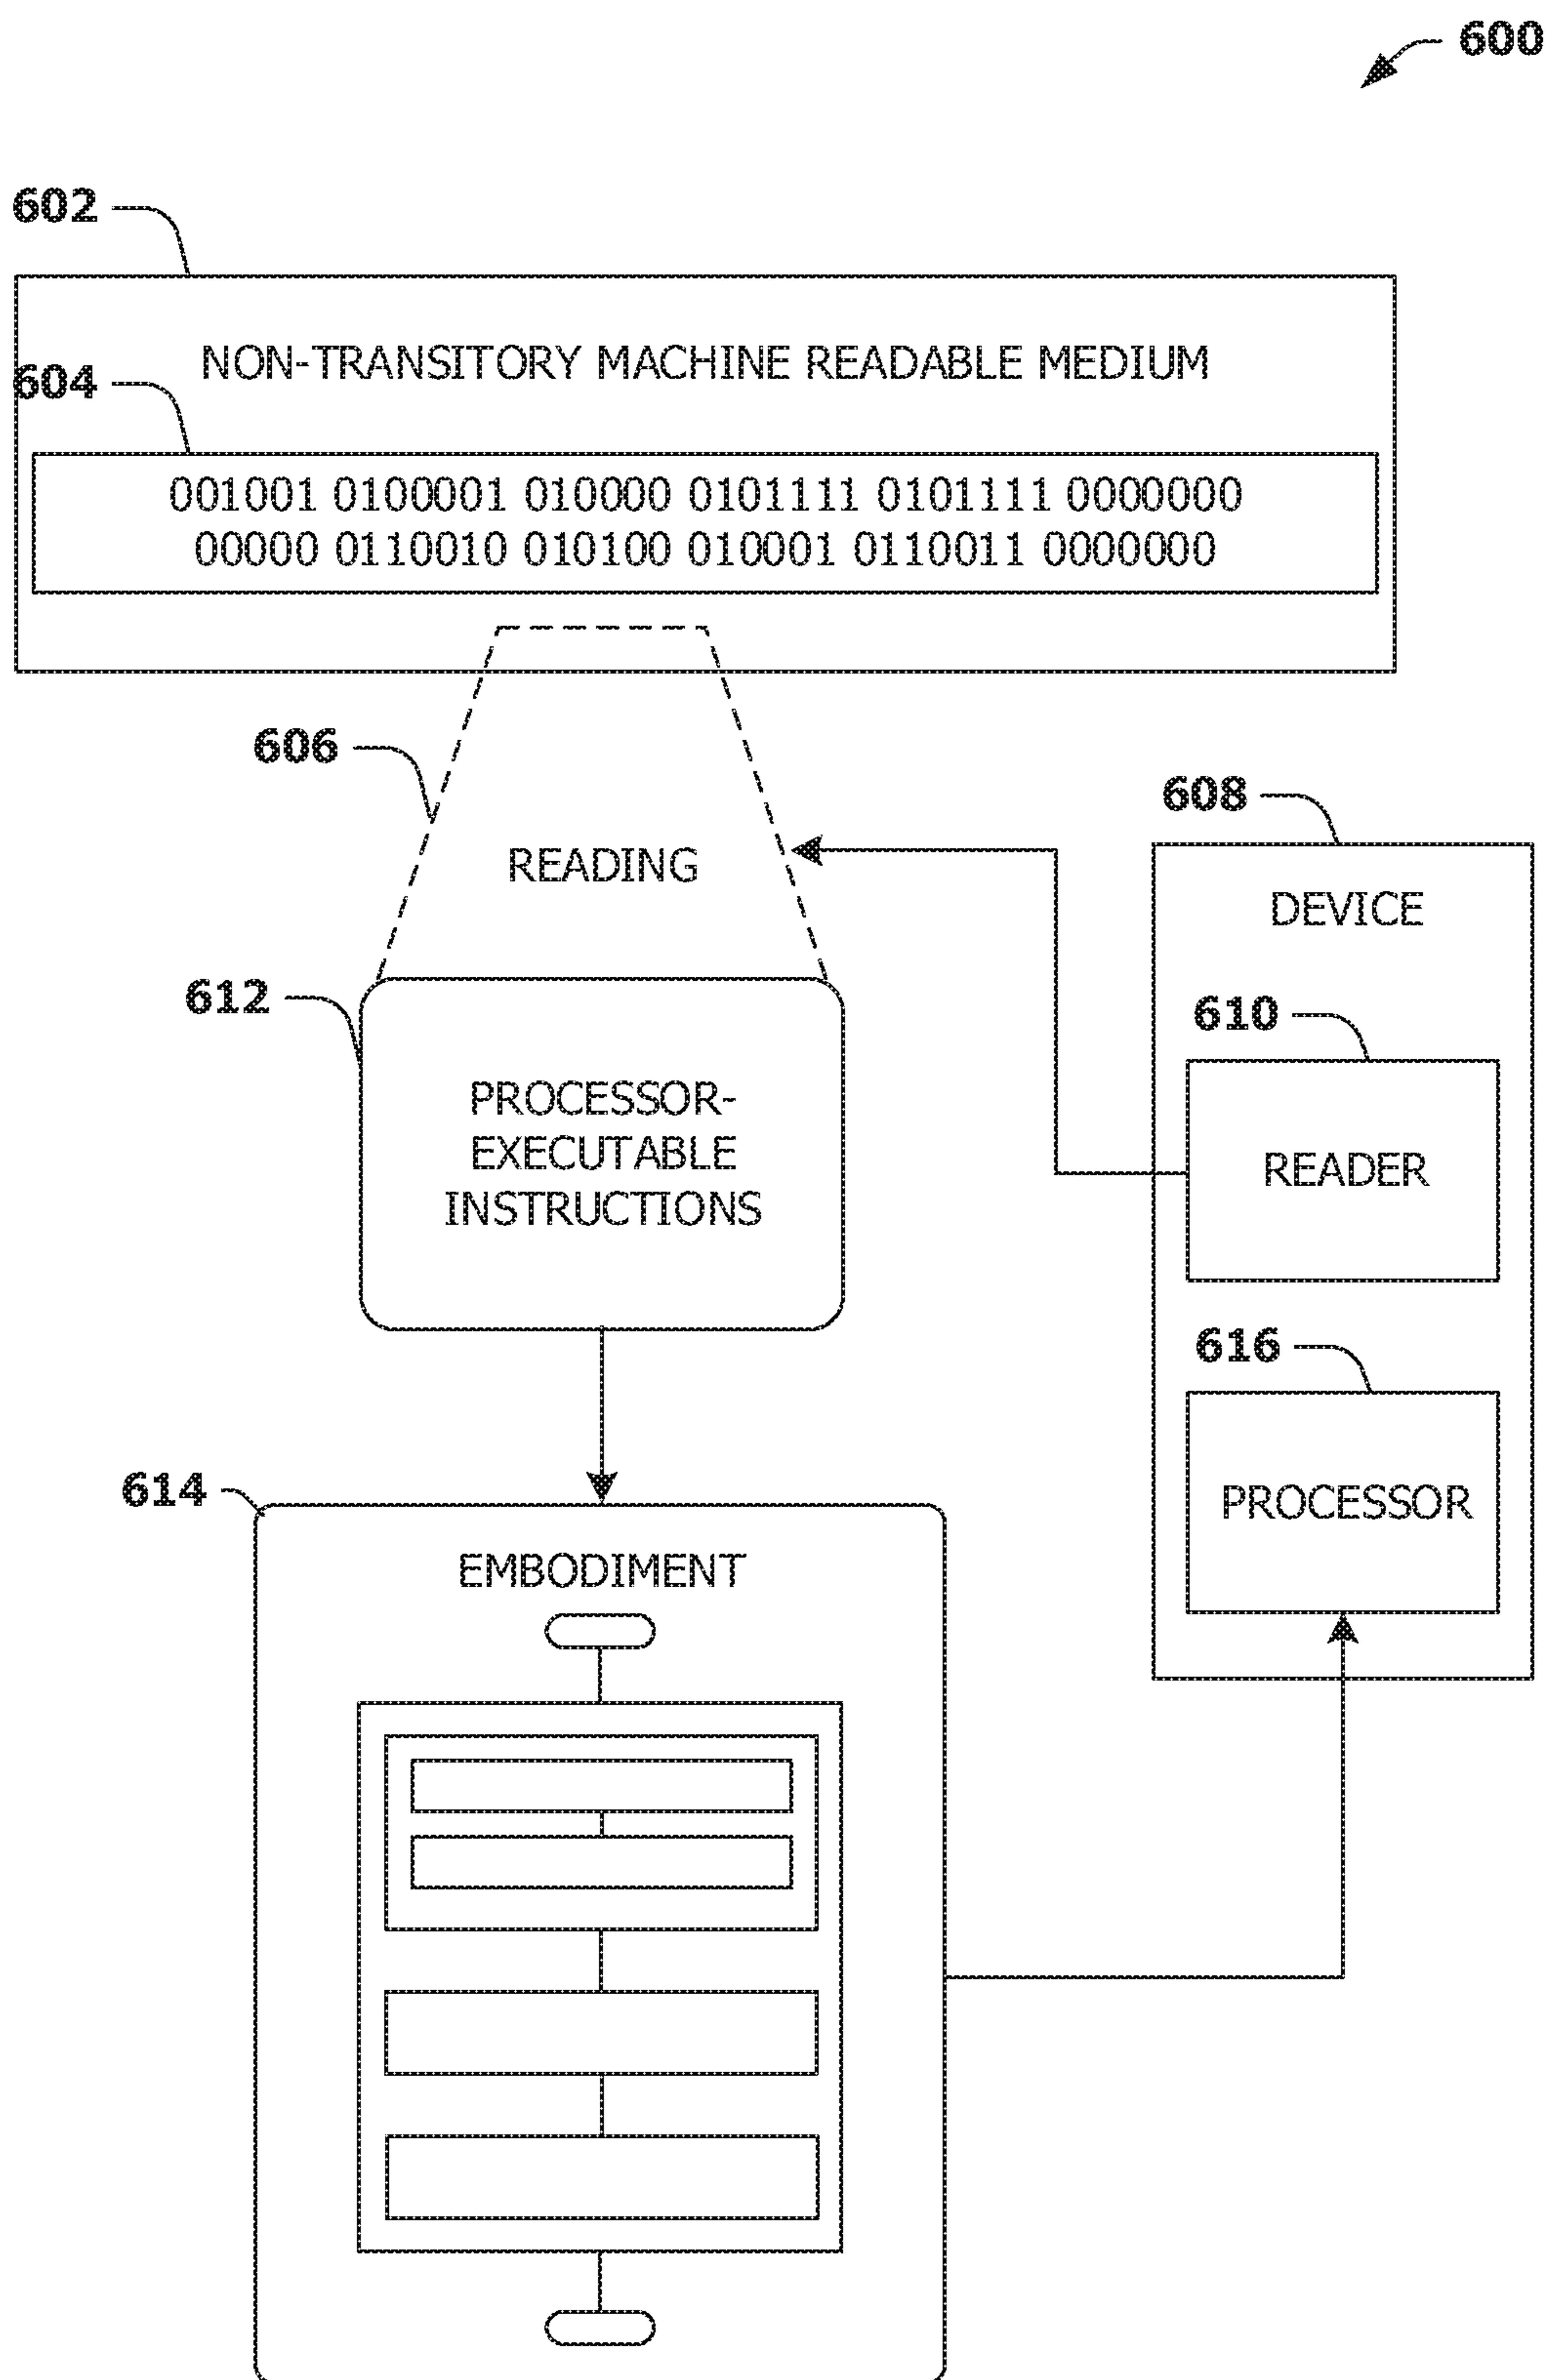 600
602
NON-TRANSITORY MACHINE READABLE MEDIUM
604
001001 0100001 010000 0101111 0101111 0000000
00000 0110010 010100 010001 0110011 0000000
606
READING
608
DEVICE
612
610
PROCESSOR-
EXECUTABLE
INSTRUCTIONS
READER
616
PROCESSOR
614
EMBODIMENT